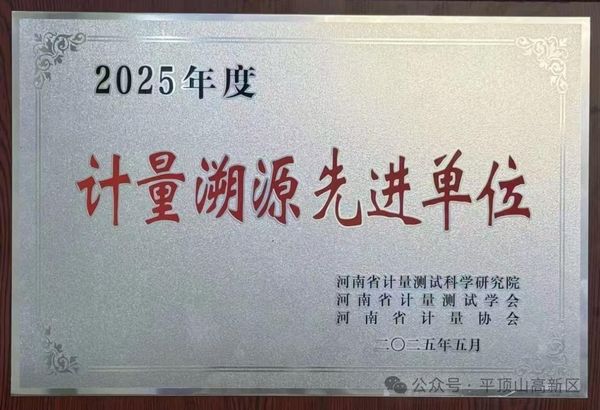 2025年度
计量溯源先进单位
河南省计量测试科学研究院
河南省计量测试学会
河南省计量协会
二〇二五年五月
公众号·平顶山高新区